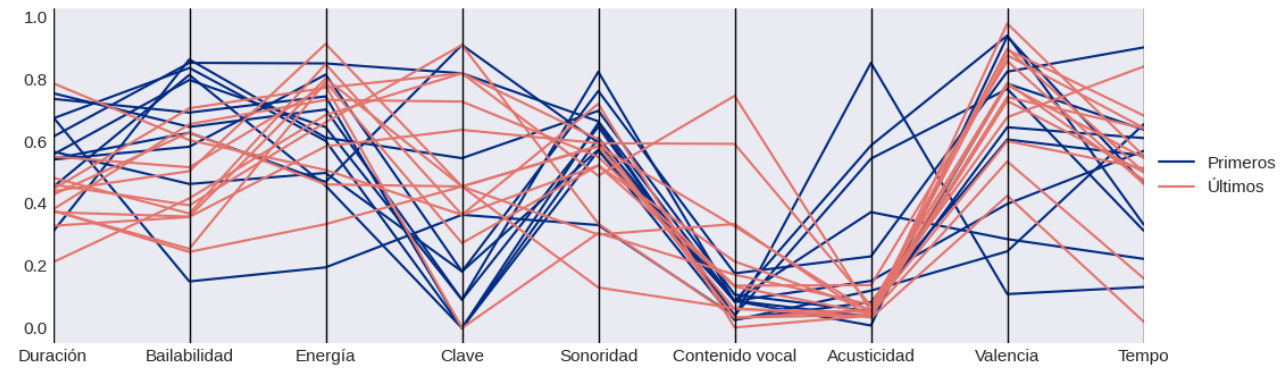 1.0
0.8
0.6
0.4
0.2
0.0
Duración Bailabilidad Energía Clave Sonoridad Contenido vocal Acusticidad Valencia Tempo
Primeros
Últimos